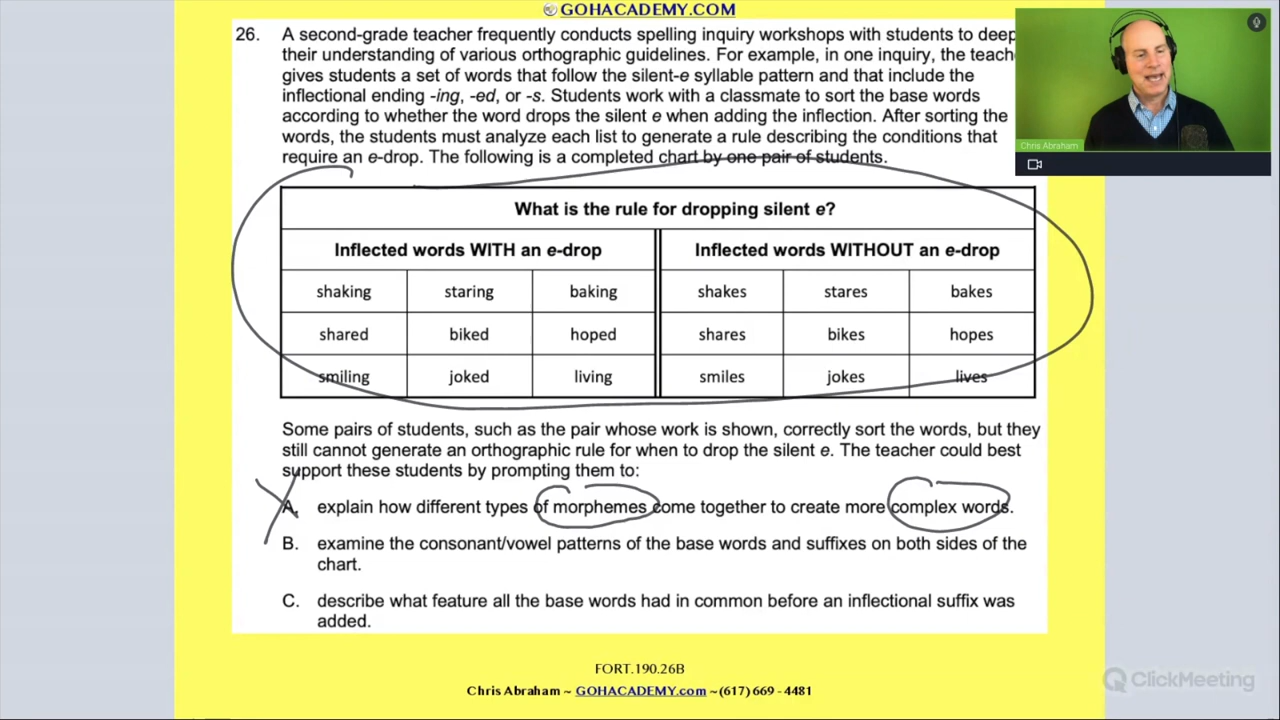 GOHACADEMY.COM
26. A second-grade teacher frequently conducts spelling inquiry workshops with students to deep
their understanding of various orthographic guidelines. For example, in one inquiry, the teach
gives students a set of words that follow the silent-e syllable pattern and that include the
inflectional ending -ing, -ed, or -s. Students work with a classmate to sort the base words
according to whether the word drops the silent e when adding the inflection. After sorting the
words, the students must analyze each list to generate a rule describing the conditions that
require an e-drop. The following is a completed chart by one pair of students.
Chris Abraham
What is the rule for dropping silent e?
Inflected words WITH an e-drop Inflected words WITHOUT an e-drop
shaking staring baking shakes stares bakes
shared biked hoped shares bikes hopes
smiling joked living smiles jokes lives
Some pairs of students, such as the pair whose work is shown, correctly sort the words, but they
still cannot generate an orthographic rule for when to drop the silent e. The teacher could best
support these students by prompting them to:
A. explain how different types of morphemes come together to create more complex words.
B. examine the consonant/vowel patterns of the base words and suffixes on both sides of the
chart.
C. describe what feature all the base words had in common before an inflectional suffix was
added.
FORT.190.26B
Chris Abraham ~ GOHACADEMY.com ~(617) 669 - 4481
ClickMeeting